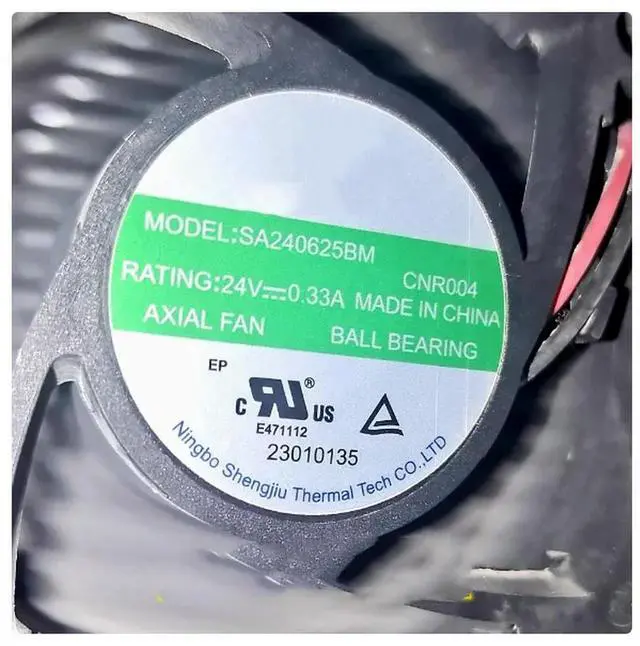 MODEL:SA240625BM
CNR004
RATING:24V⎓0.33A MADE IN CHINA
AXIAL FAN BALL BEARING
EP
c RU® US
E471112
23010135
Ningbo Shengjiu Thermal Tech CO.,LTD